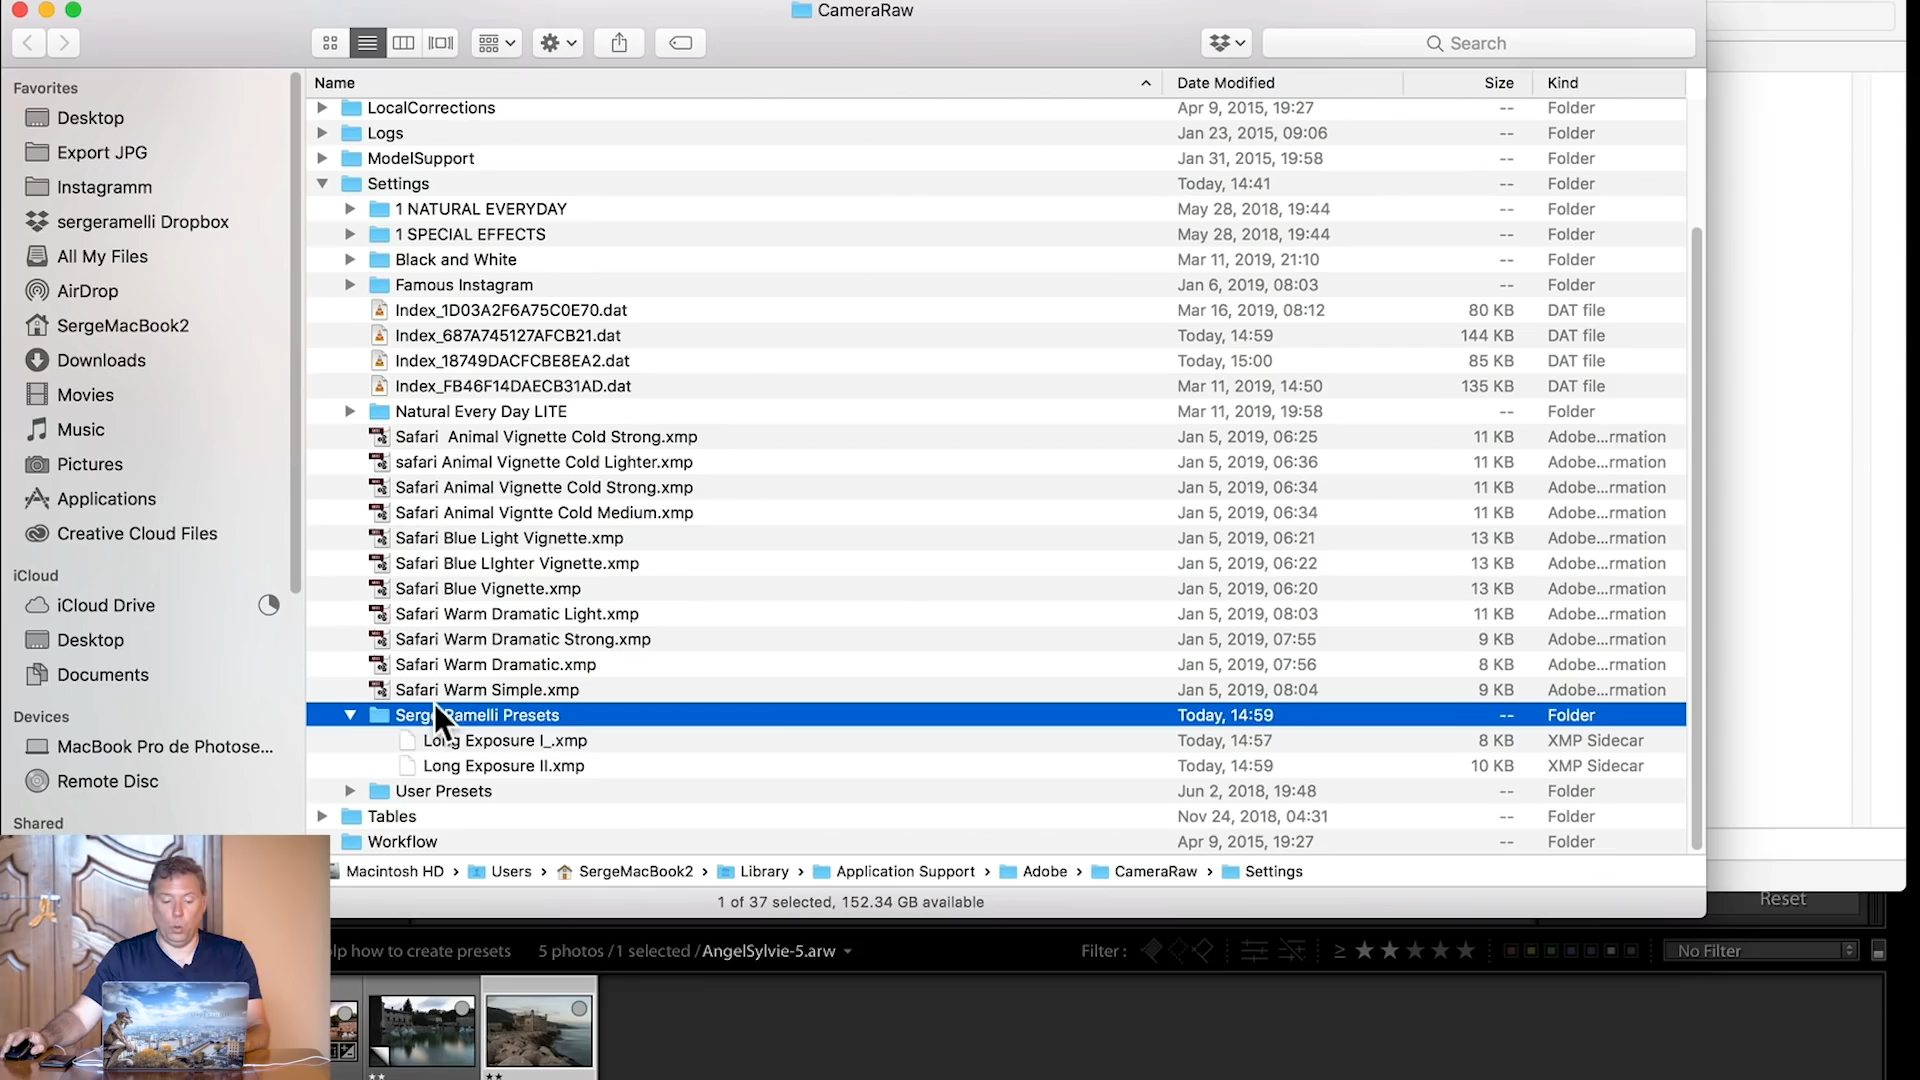 CameraRaw
Search
Favorites
Desktop
Export JPG
Instagramm
sergeramelli Dropbox
All My Files
AirDrop
SergeMacBook2
Downloads
Movies
Music
Pictures
Applications
Creative Cloud Files
iCloud
iCloud Drive
Desktop
Documents
Devices
MacBook Pro de Photose...
Remote Disc
Shared
Name Date Modified Size Kind
LocalCorrections Apr 9, 2015, 19:27 -- Folder
Logs Jan 23, 2015, 09:06 -- Folder
ModelSupport Jan 31, 2015, 19:58 -- Folder
Settings Today, 14:41 -- Folder
1 NATURAL EVERYDAY May 28, 2018, 19:44 -- Folder
1 SPECIAL EFFECTS May 28, 2018, 19:44 -- Folder
Black and White Mar 11, 2019, 21:10 -- Folder
Famous Instagram Jan 6, 2019, 08:03 -- Folder
Index_1D03A2F6A75C0E70.dat Mar 16, 2019, 08:12 80 KB DAT file
Index_687A745127AFCB21.dat Today, 14:59 144 KB DAT file
Index_18749DACFCBE8EA2.dat Today, 15:00 85 KB DAT file
Index_FB46F14DAECB31AD.dat Mar 11, 2019, 14:50 135 KB DAT file
Natural Every Day LITE Mar 11, 2019, 19:58 -- Folder
Safari  Animal Vignette Cold Strong.xmp Jan 5, 2019, 06:25 11 KB Adobe...rmation
safari Animal Vignette Cold Lighter.xmp Jan 5, 2019, 06:36 11 KB Adobe...rmation
Safari Animal Vignette Cold Strong.xmp Jan 5, 2019, 06:34 11 KB Adobe...rmation
Safari Animal Vigntte Cold Medium.xmp Jan 5, 2019, 06:34 11 KB Adobe...rmation
Safari Blue Light Vignette.xmp Jan 5, 2019, 06:21 13 KB Adobe...rmation
Safari Blue LIghter Vignette.xmp Jan 5, 2019, 06:22 13 KB Adobe...rmation
Safari Blue Vignette.xmp Jan 5, 2019, 06:20 13 KB Adobe...rmation
Safari Warm Dramatic Light.xmp Jan 5, 2019, 08:03 11 KB Adobe...rmation
Safari Warm Dramatic Strong.xmp Jan 5, 2019, 07:55 9 KB Adobe...rmation
Safari Warm Dramatic.xmp Jan 5, 2019, 07:56 8 KB Adobe...rmation
Safari Warm Simple.xmp Jan 5, 2019, 08:04 9 KB Adobe...rmation
Serge Ramelli Presets Today, 14:59 -- Folder
Long Exposure I_.xmp Today, 14:57 8 KB XMP Sidecar
Long Exposure II.xmp Today, 14:59 10 KB XMP Sidecar
User Presets Jun 2, 2018, 19:48 -- Folder
Tables Nov 24, 2018, 04:31 -- Folder
Workflow Apr 9, 2015, 19:27 -- Folder
Macintosh HD › Users › SergeMacBook2 › Library › Application Support › Adobe › CameraRaw › Settings
1 of 37 selected, 152.34 GB available
Reset
lp how to create presets 5 photos / 1 selected / AngelSylvie-5.arw Filter : ≥ ★★★★★ No Filter